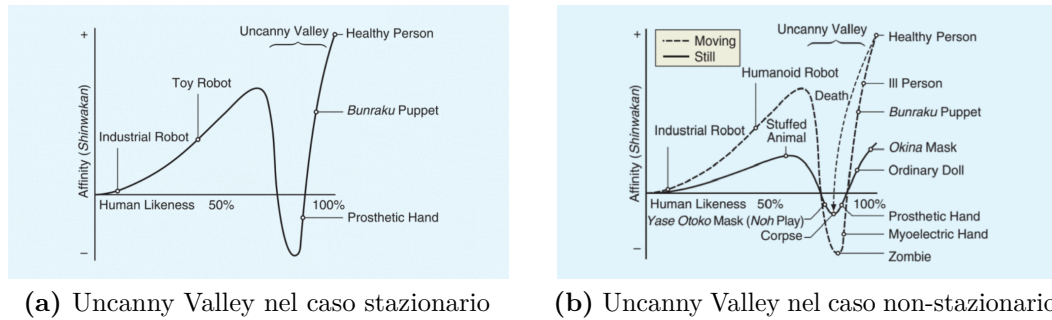 +
Uncanny Valley
Healthy Person
Toy Robot
Bunraku Puppet
Industrial Robot
Affinity (Shinwakan)
Human Likeness 50% 100%
Prosthetic Hand
−
(a) Uncanny Valley nel caso stazionario
+
Moving
Still
Uncanny Valley
Healthy Person
Humanoid Robot
Death
Ill Person
Bunraku Puppet
Stuffed
Animal
Industrial Robot
Okina Mask
Ordinary Doll
Affinity (Shinwakan)
Human Likeness 50% 100%
Yase Otoko Mask (Noh Play)
Prosthetic Hand
Corpse
Myoelectric Hand
Zombie
−
(b) Uncanny Valley nel caso non-stazionario